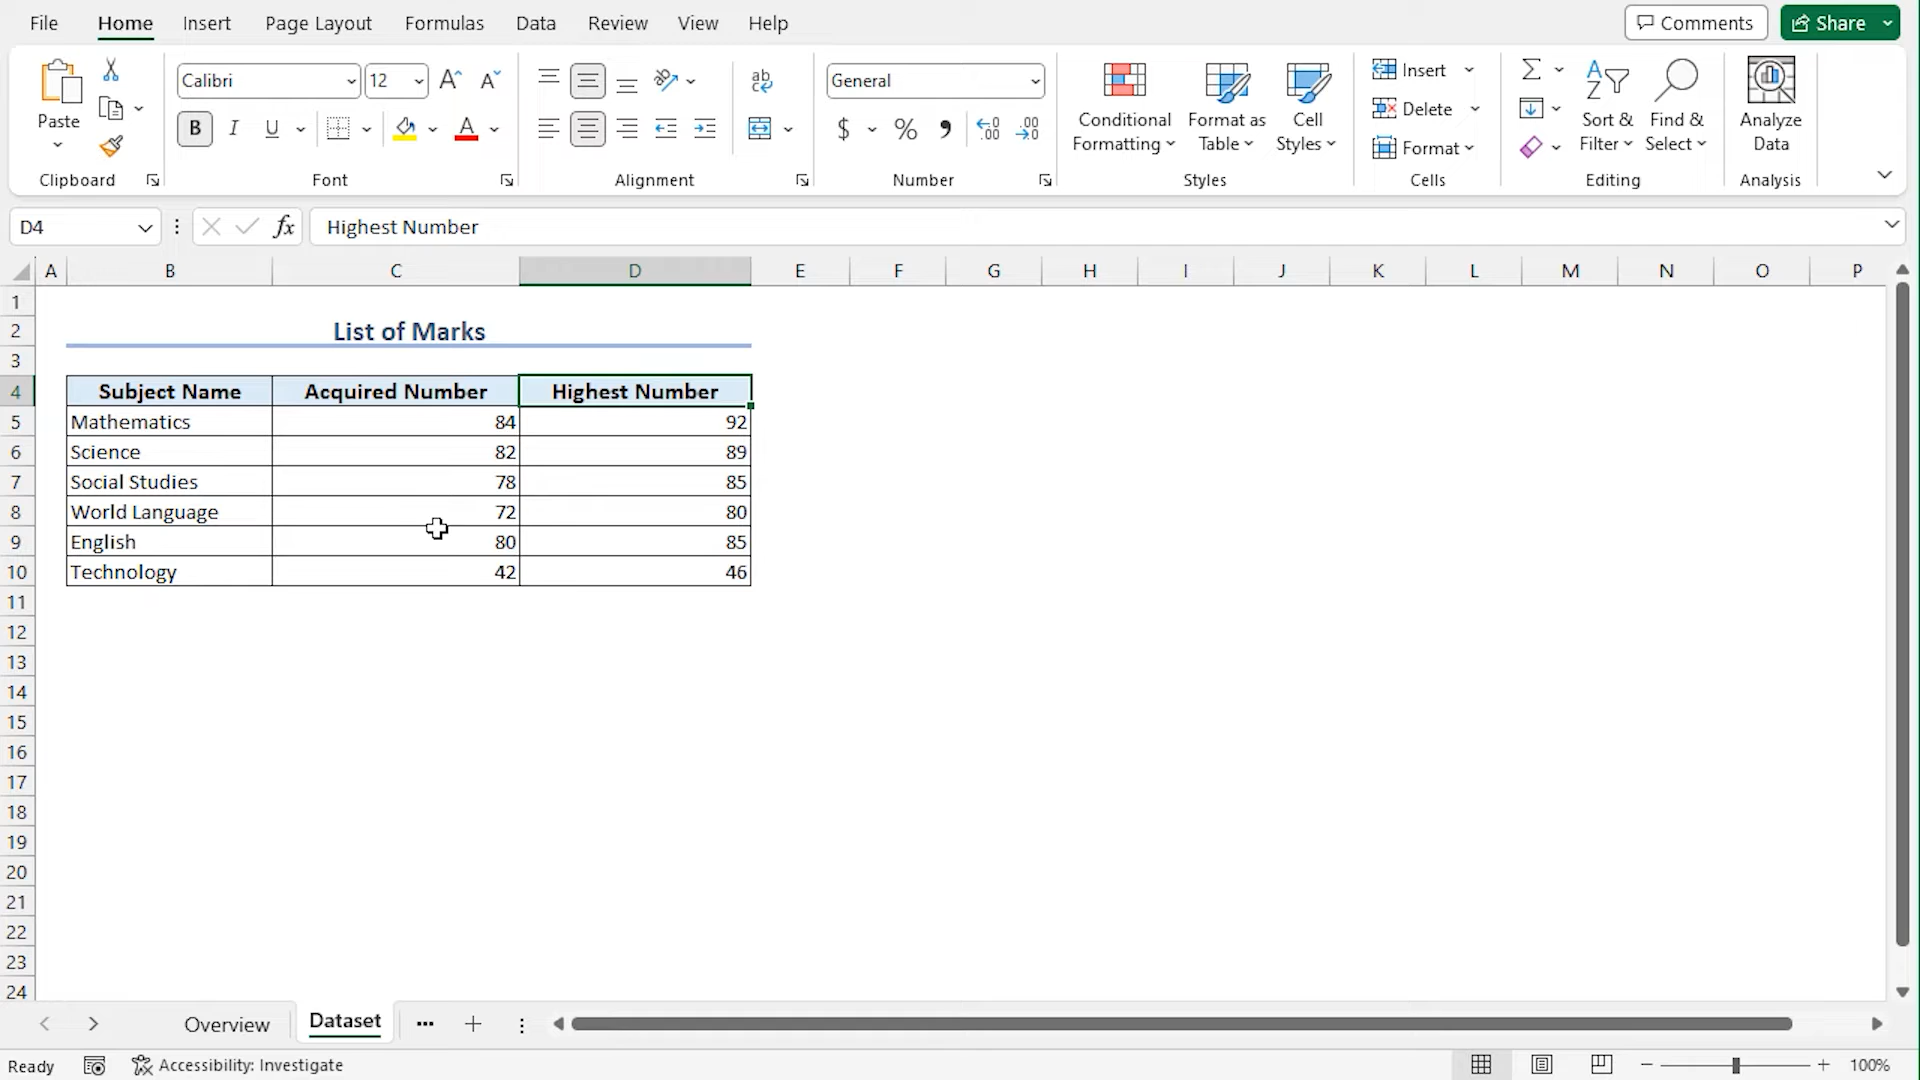 File Home Insert Page Layout Formulas Data Review View Help Comments Share
Calibri 12 ab General Insert
Paste B I U A $ % Conditional Formatting Format as Table Cell Styles Delete Sort & Filter Find & Select Analyze Data
Format
Clipboard Font Alignment Number Styles Cells Editing Analysis
D4 fx Highest Number
A B C D E F G H I J K L M N O P
1
2 List of Marks
3
4 Subject Name Acquired Number Highest Number
5 Mathematics 84 92
6 Science 82 89
7 Social Studies 78 85
8 World Language 72 80
9 English 80 85
10 Technology 42 46
11
12
13
14
15
16
17
18
19
20
21
22
23
24
Overview Dataset ...
Ready Accessibility: Investigate 100%